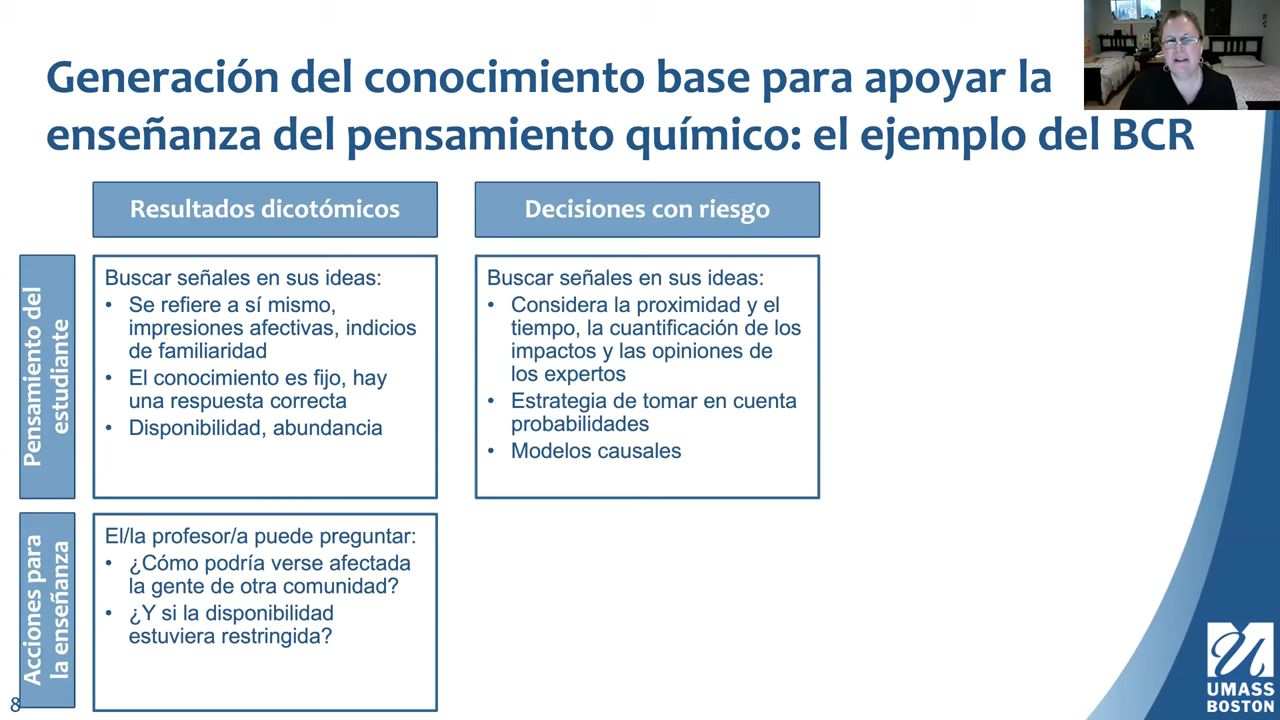 Generación del conocimiento base para apoyar la
enseñanza del pensamiento químico: el ejemplo del BCR
Resultados dicotómicos
Decisiones con riesgo
Pensamiento del
estudiante
Buscar señales en sus ideas:
• Se refiere a sí mismo,
impresiones afectivas, indicios
de familiaridad
• El conocimiento es fijo, hay
una respuesta correcta
• Disponibilidad, abundancia
Buscar señales en sus ideas:
• Considera la proximidad y el
tiempo, la cuantificación de los
impactos y las opiniones de
los expertos
• Estrategia de tomar en cuenta
probabilidades
• Modelos causales
Acciones para
la enseñanza
El/la profesor/a puede preguntar:
• ¿Cómo podría verse afectada
la gente de otra comunidad?
• ¿Y si la disponibilidad
estuviera restringida?
8
UMASS
BOSTON